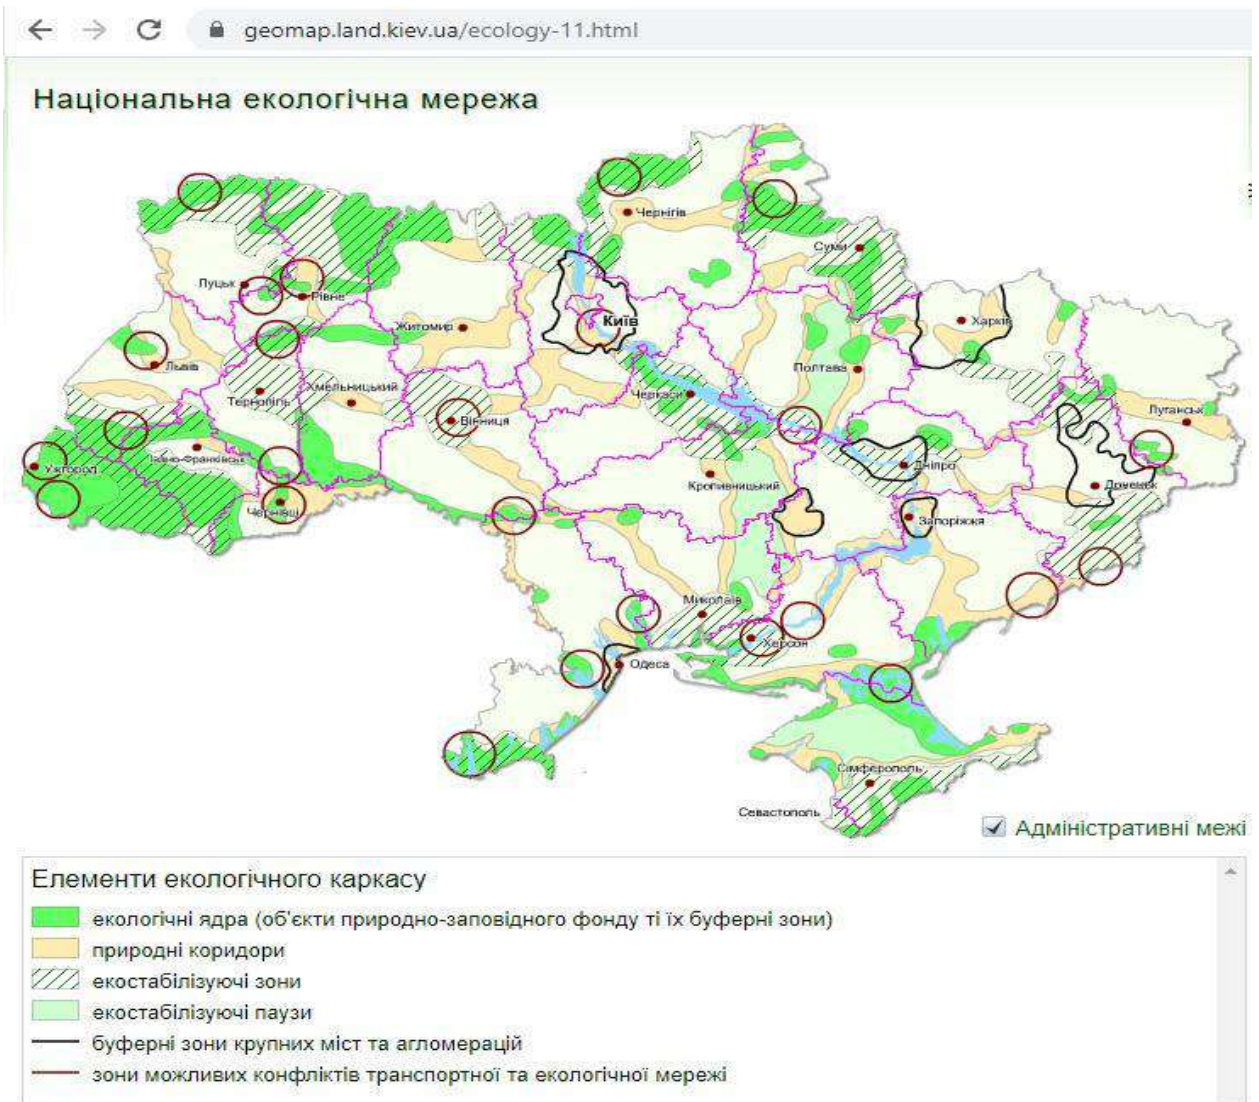 geomap.land.kiev.ua/ecology-11.html
Національна екологічна мережа
Чернігів
Суми
Луцьк
Рівне
Київ
Харків
Житомир
Львів
Полтава
Хмельницький
Тернопіль
Черкаси
Вінниця
Луганськ
Івано-Франківськ
Ужгород
Дніпро
Кропивницький
Донецьк
Чернівці
Запоріжжя
Миколаїв
Херсон
Одеса
Сімферополь
Севастополь
Адміністративні межі
Елементи екологічного каркасу
екологічні ядра (об'єкти природно-заповідного фонду ті їх буферні зони)
природні коридори
екостабілізуючі зони
екостабілізуючі паузи
буферні зони крупних міст та агломерацій
зони можливих конфліктів транспортної та екологічної мережі